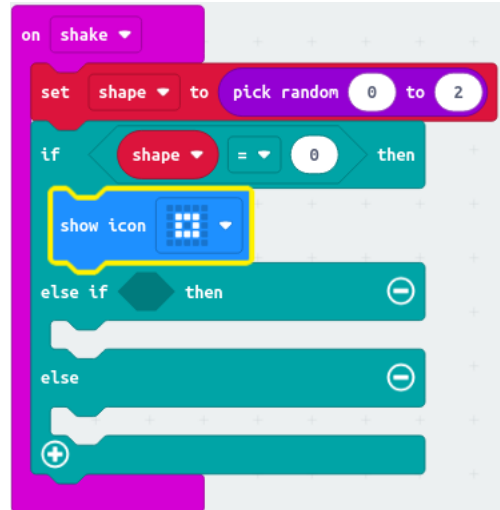 on shake
set shape to pick random 0 to 2
if shape = 0 then
show icon
else if then
else